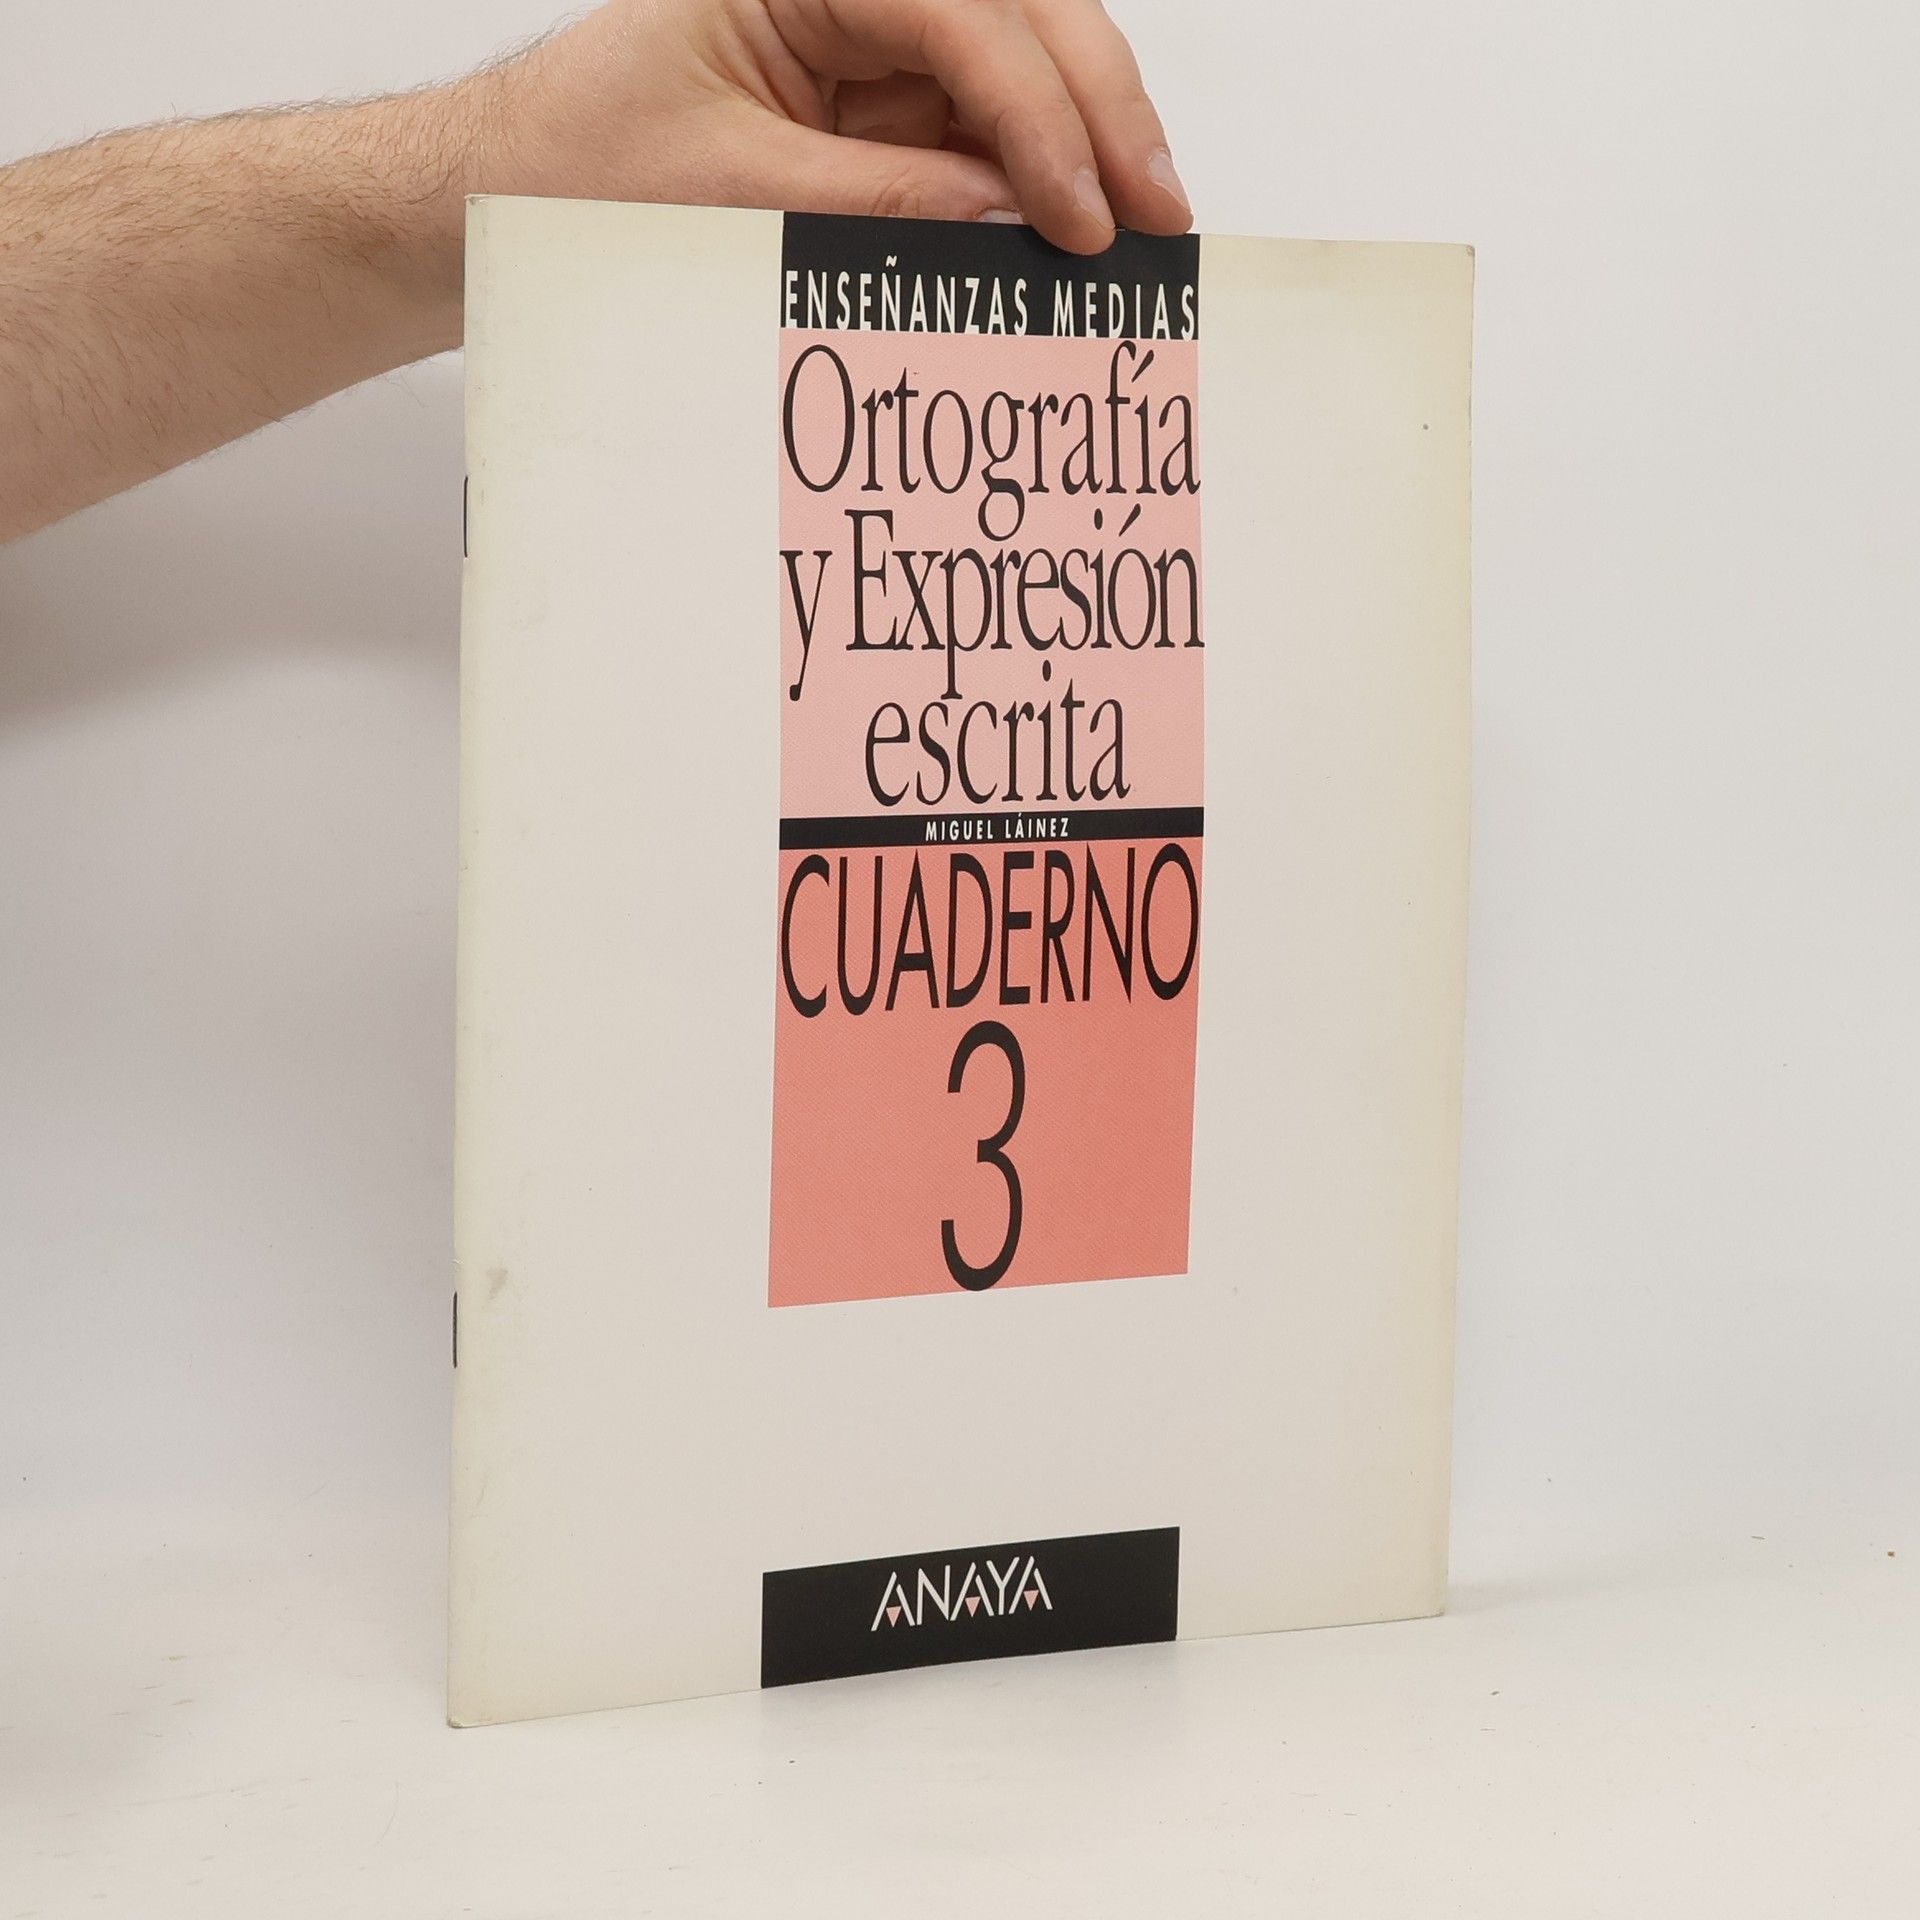 ENSEÑANZAS MEDIAS
Ortografía
y Expresión
escrita
MIGUEL LÁINEZ
CUADERNO
3
ANAYA